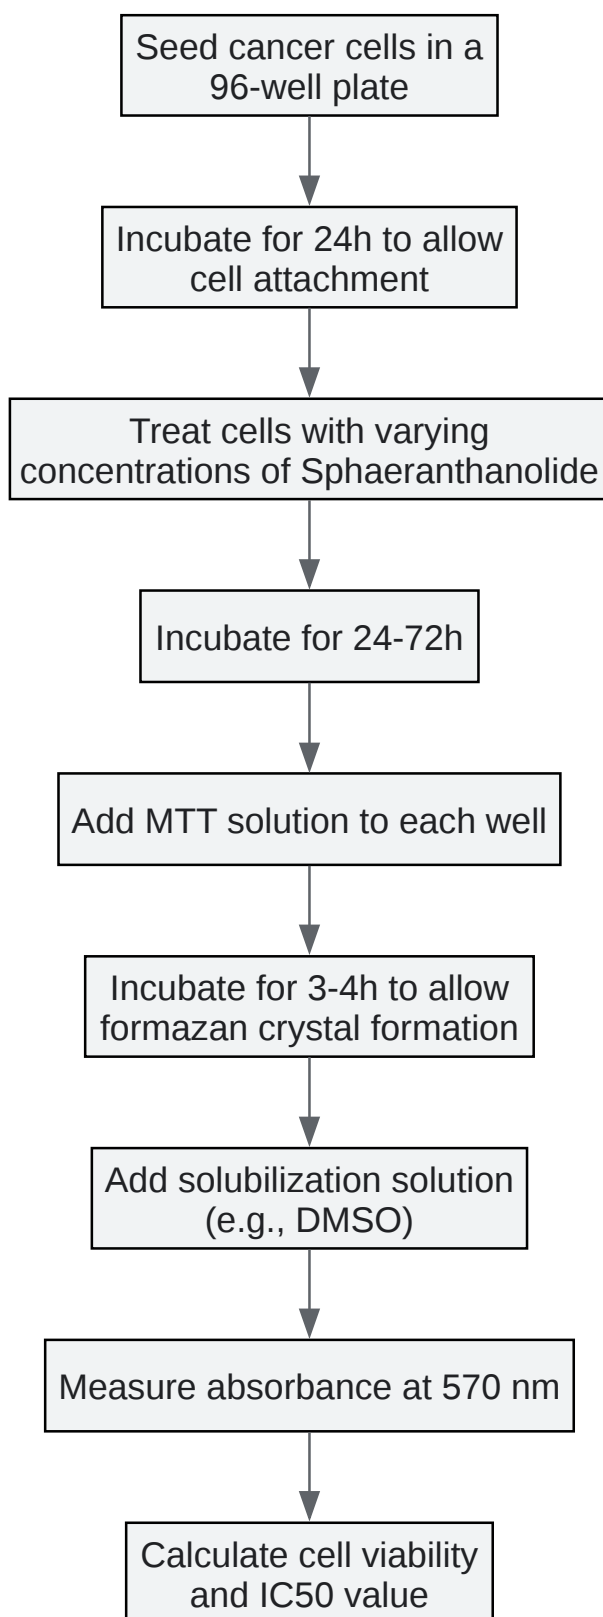 Seed cancer cells in a
96-well plate
Incubate for 24h to allow
cell attachment
Treat cells with varying
concentrations of Sphaeranthanolide
Incubate for 24-72h
Add MTT solution to each well
Incubate for 3-4h to allow
formazan crystal formation
Add solubilization solution
(e.g., DMSO)
Measure absorbance at 570 nm
Calculate cell viability
and IC50 value